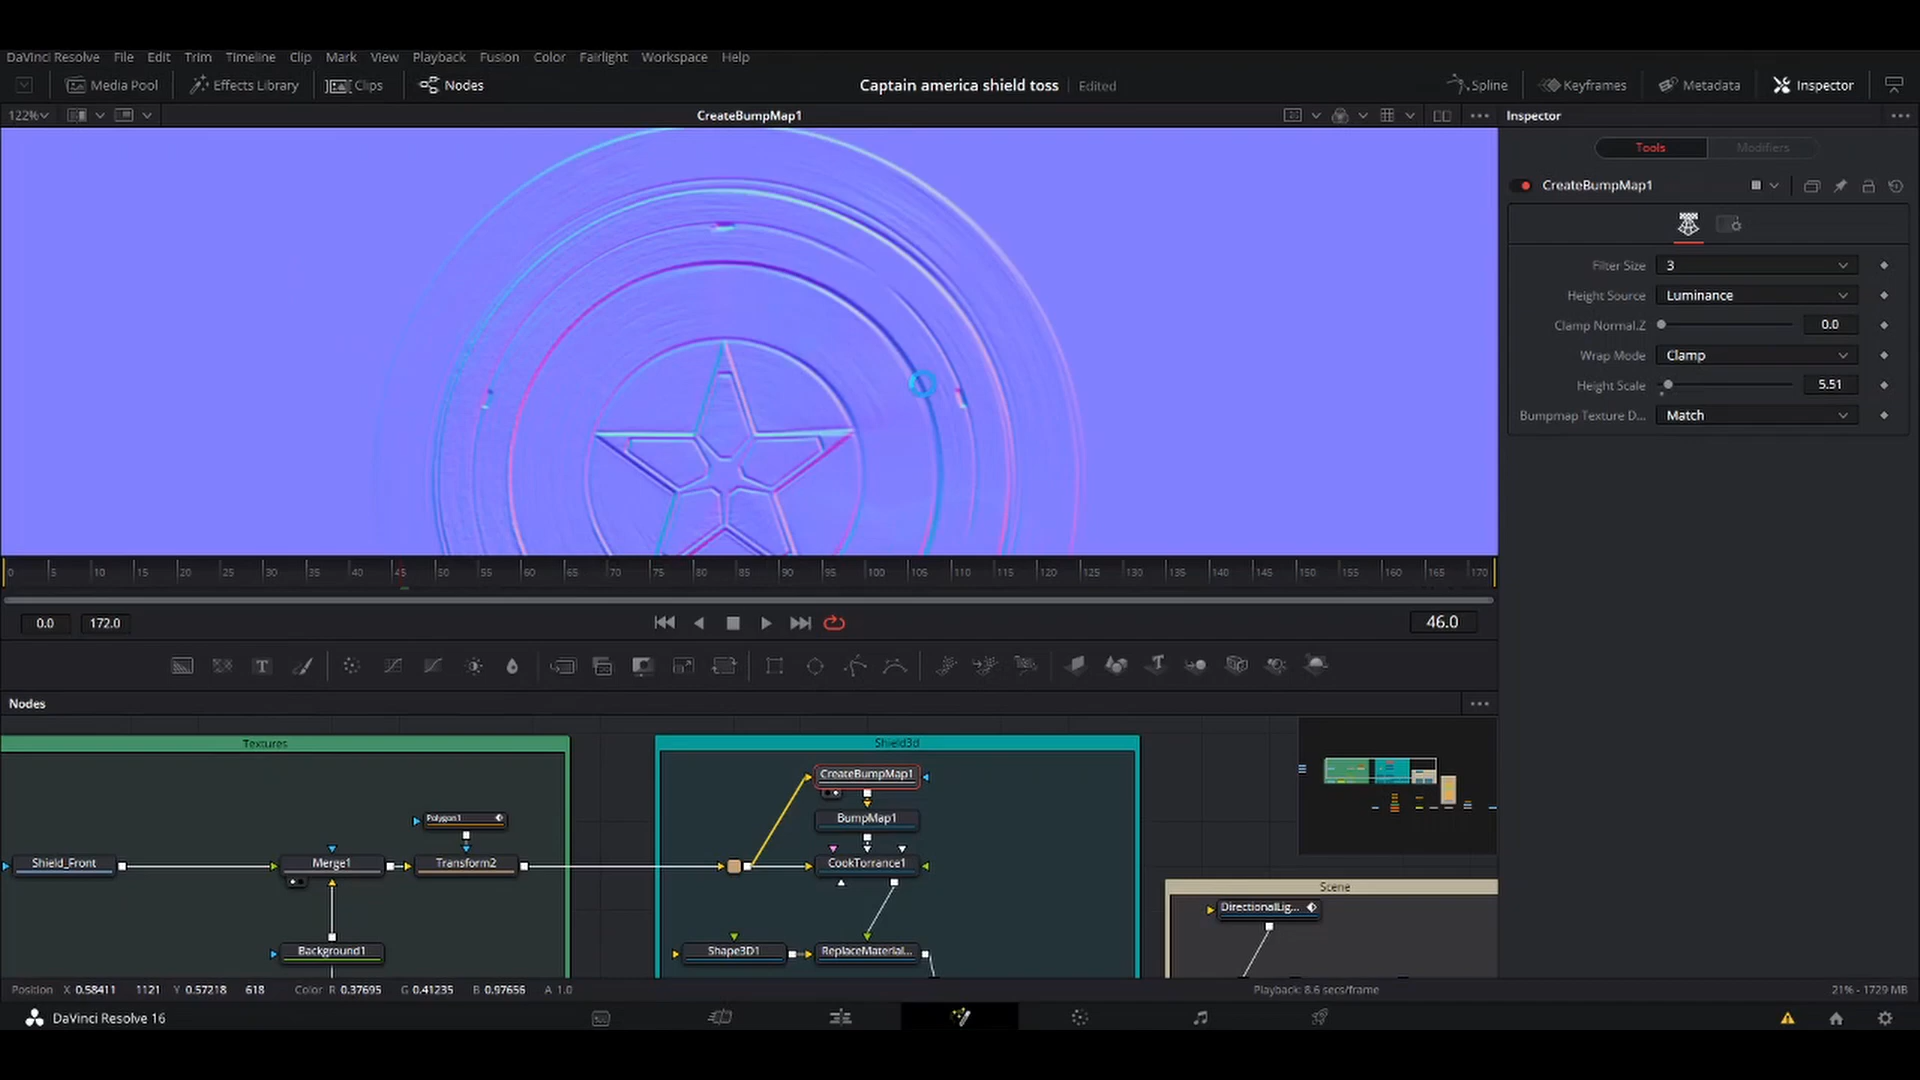 DaVinci Resolve File Edit Trim Timeline Clip Mark View Playback Fusion Color Fairlight Workspace Help
Media Pool Effects Library Clips Nodes Captain america shield toss Edited Spline Keyframes Metadata Inspector
122% CreateBumpMap1 Inspector
Tools Modifiers
CreateBumpMap1
Filter Size 3
Height Source Luminance
Clamp Normal.Z 0.0
Wrap Mode Clamp
Height Scale 5.51
Bumpmap Texture D... Match
0 5 10 15 20 25 30 35 40 45 50 55 60 65 70 75 80 85 90 95 100 105 110 115 120 125 130 135 140 145 150 155 160 165 170
0.0 172.0 46.0
Nodes
Textures Shield3d
CreateBumpMap1
Polygon1 BumpMap1
Shield_Front Merge1 Transform2 CookTorrance1
Scene
DirectionalLig...
Background1 Shape3D1 ReplaceMaterial...
Position X 0.58411 1121 Y 0.57218 618 Color R 0.37695 G 0.41235 B 0.97656 A 1.0 Playback: 8.6 secs/frame 21% - 1729 MB
DaVinci Resolve 16